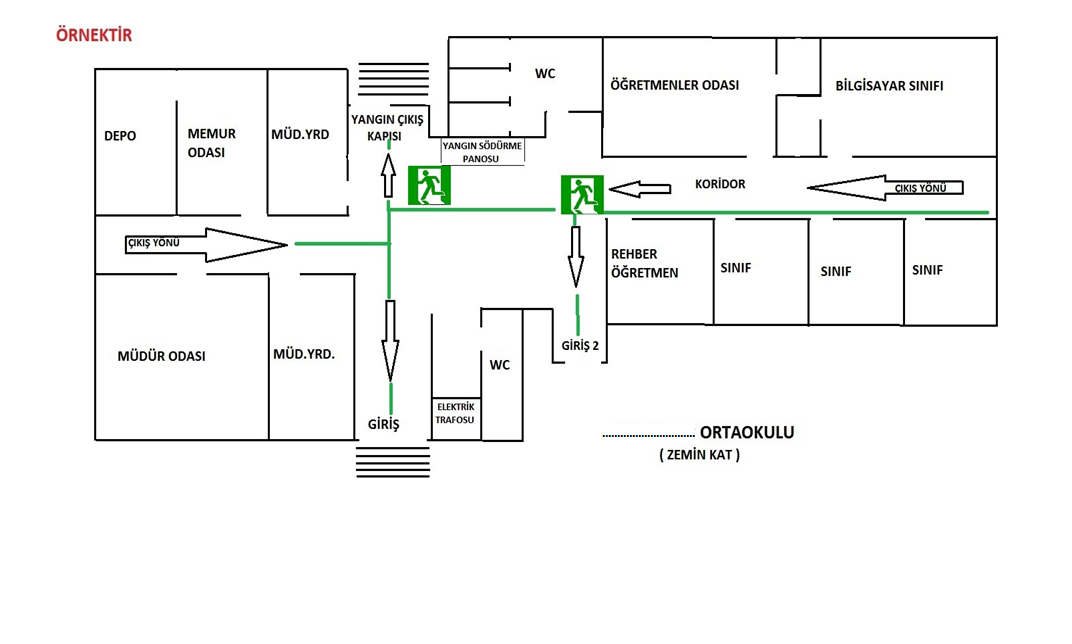 ÖRNEKTİR
DEPO
MEMUR
ODASI
MÜD.YRD
YANGIN ÇIKIŞ
KAPISI
WC
YANGIN SÖDÜRME
PANOSU
ÖĞRETMENLER ODASI
BİLGİSAYAR SINIFI
KORİDOR
ÇIKIŞ YÖNÜ
ÇIKIŞ YÖNÜ
REHBER
ÖĞRETMEN
SINIF
SINIF
SINIF
MÜDÜR ODASI
MÜD.YRD.
GİRİŞ
ELEKTRİK
TRAFOSU
WC
GİRİŞ 2
................................ ORTAOKULU
( ZEMİN KAT )